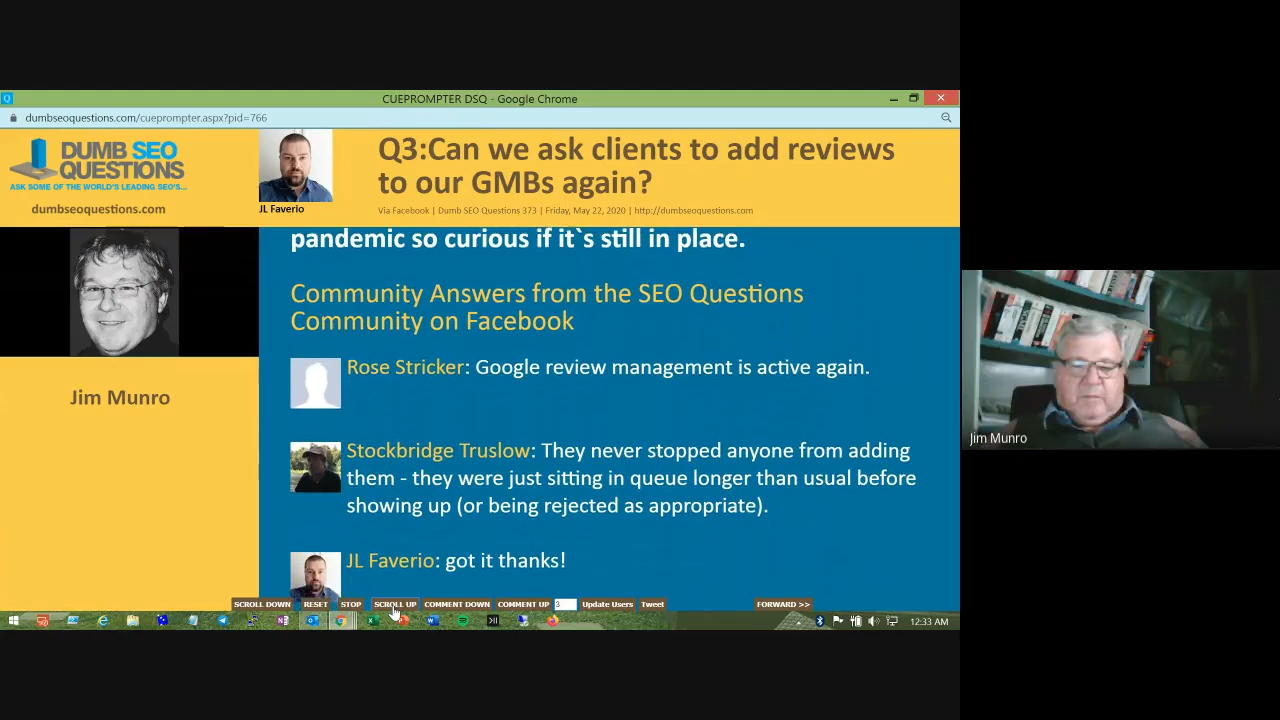 CUEPROMPTER DSQ - Google Chrome
dumbseoquestions.com/cueprompter.aspx?pid=766
DUMB SEO
QUESTIONS
ASK SOME OF THE WORLD'S LEADING SEO'S...
dumbseoquestions.com
JL Faverio
Q3:Can we ask clients to add reviews
to our GMBs again?
Via Facebook | Dumb SEO Questions 373 | Friday, May 22, 2020 | http://dumbseoquestions.com
Jim Munro
pandemic so curious if it`s still in place.
Community Answers from the SEO Questions
Community on Facebook
Rose Stricker: Google review management is active again.
Stockbridge Truslow: They never stopped anyone from adding
them - they were just sitting in queue longer than usual before
showing up (or being rejected as appropriate).
JL Faverio: got it thanks!
SCROLL DOWN RESET STOP SCROLL UP COMMENT DOWN COMMENT UP Update Users Tweet FORWARD >>
12:33 AM
Jim Munro